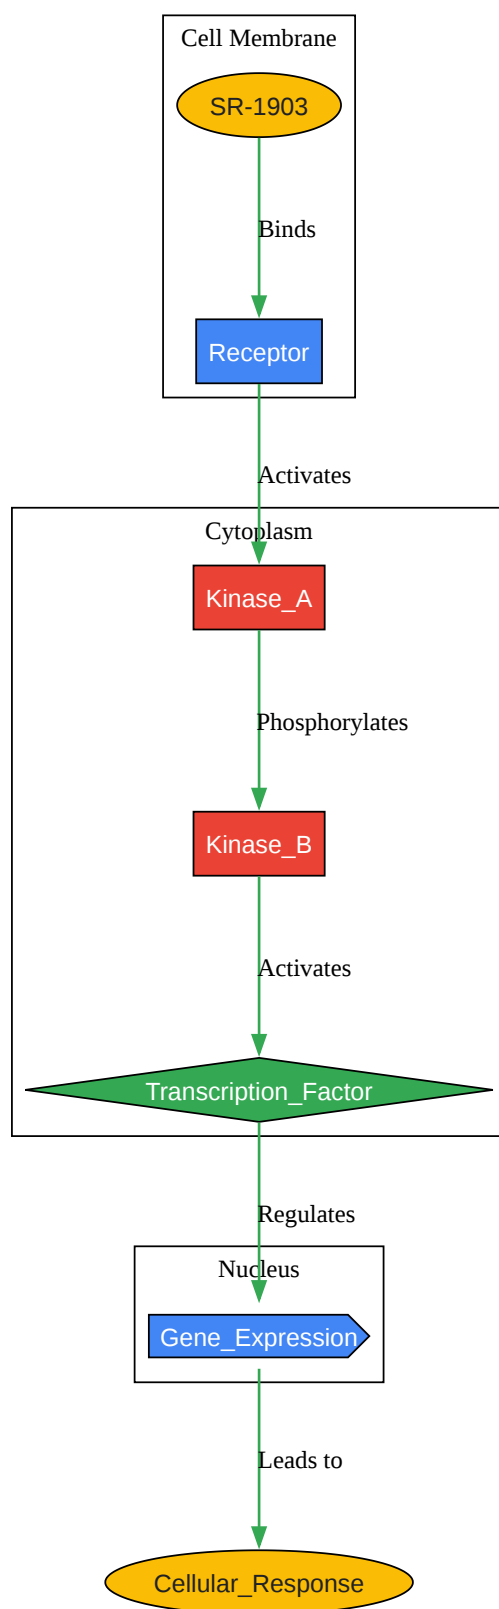 Cell Membrane
SR-1903
Binds
Receptor
Activates
Cytoplasm
Kinase_A
Phosphorylates
Kinase_B
Activates
Transcription_Factor
Regulates
Nucleus
Gene_Expression
Leads to
Cellular_Response